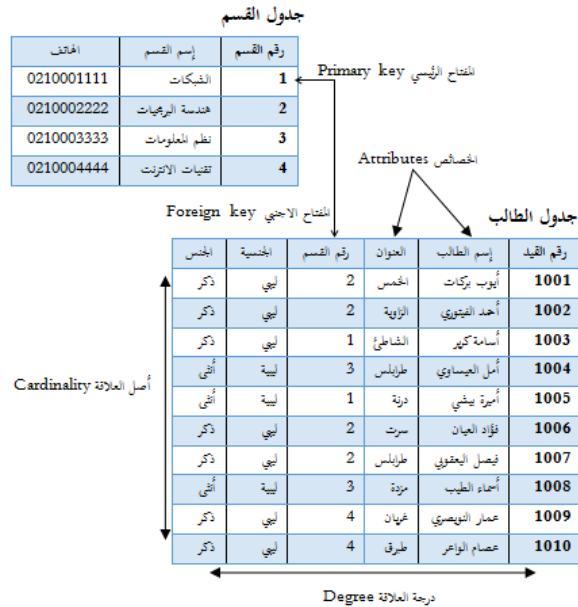 جدول القسم
رقم القسم إسم القسم الهاتف
1 الشبكات 0210001111
2 هندسة البرمجيات 0210002222
3 نظم المعلومات 0210003333
4 تقنيات الانترنت 0210004444
المفتاح الرئيسي Primary key
الخصائص Attributes
المفتاح الاجنبي Foreign key
جدول الطالب
رقم القيد إسم الطالب العنوان رقم القسم الجنسية الجنس
1001 أيوب بركات الخمس 2 ليبي ذكر
1002 أحمد الفيتوري الزاوية 2 ليبي ذكر
1003 أسامة كرير الشاطئ 1 ليبي ذكر
1004 أمل العيساوي طرابلس 3 ليبية أنثى
1005 أميرة بيشي درنة 1 ليبية أنثى
1006 فؤاد العيان سرت 2 ليبي ذكر
1007 فيصل اليعقوبي طرابلس 2 ليبي ذكر
1008 أسماء الطيب مزدة 3 ليبية أنثى
1009 عمار النويصري غريان 4 ليبي ذكر
1010 عصام الواعر طبرق 4 ليبي ذكر
أصل العلاقة Cardinality
درجة العلاقة Degree